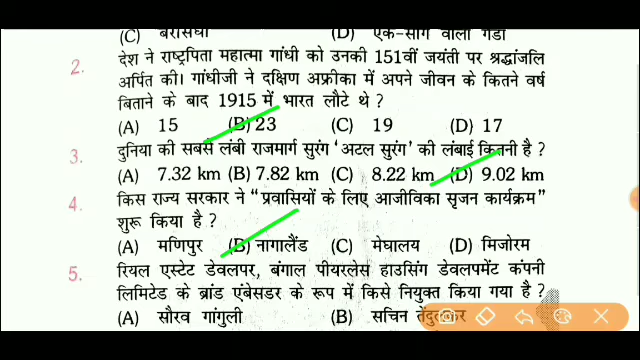 (C) बरासिंघा (D) एक-सींग वाला गैंडा
2. देश ने राष्ट्रपिता महात्मा गांधी को उनकी 151वीं जयंती पर श्रद्धांजलि
अर्पित की। गांधीजी ने दक्षिण अफ्रीका में अपने जीवन के कितने वर्ष
बिताने के बाद 1915 में भारत लौटे थे ?
(A) 15 (B) 23 (C) 19 (D) 17
3. दुनिया की सबसे लंबी राजमार्ग सुरंग 'अटल सुरंग' की लंबाई कितनी है ?
(A) 7.32 km (B) 7.82 km (C) 8.22 km (D) 9.02 km
4. किस राज्य सरकार ने "प्रवासियों के लिए आजीविका सृजन कार्यक्रम"
शुरू किया है ?
(A) मणिपुर (B) नागालैंड (C) मेघालय (D) मिजोरम
5. रियल एस्टेट डेवलपर, बंगाल पीयरलेस हाउसिंग डेवलपमेंट कंपनी
लिमिटेड के ब्रांड एंबेसडर के रूप में किसे नियुक्त किया गया है ?
(A) सौरव गांगुली (B) सचिन तेंदुलकर